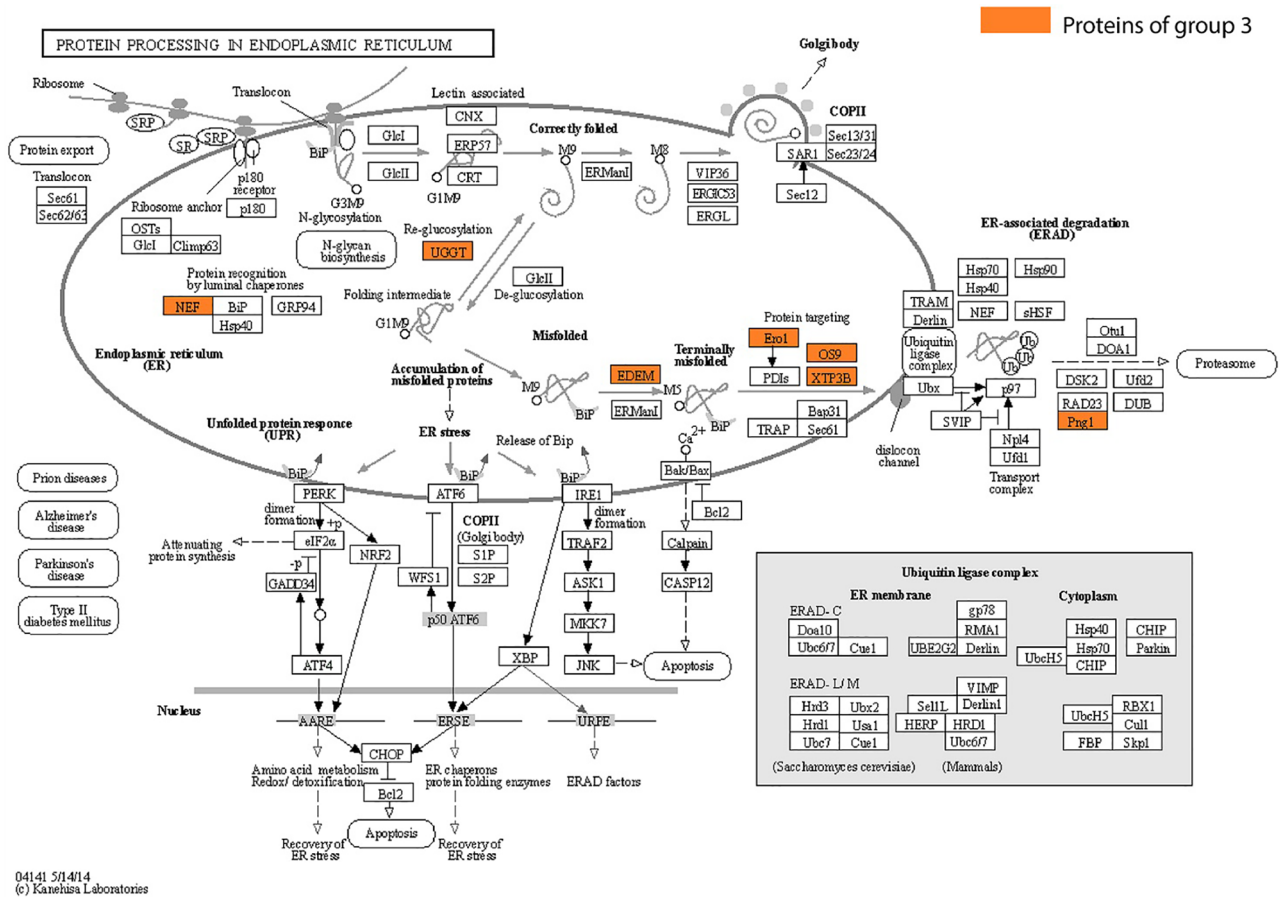 Proteins of group 3
PROTEIN PROCESSING IN ENDOPLASMIC RETICULUM
Golgi body
Ribosome
Translocon
Lectin associated
COPII
CNX
SRP
SR
SRP
GlcI
ERP57
Correctly folded
Sec13/31
Sec23/24
SAR1
Protein export
BiP
GlcII
CRT
M9
M8
ERManI
VIP36
ERGIC53
ERGL
Sec12
Translocon
Sec61
Sec62/63
p180
receptor
p180
Ribosome anchor
OSTs
GlcI
Climp63
G3M9
G1M9
N-glycosylation
N-glycan
biosynthesis
Re-glucosylation
UGGT
ER-associated degradation
(ERAD)
Protein recognition
by luminal chaperones
NEF
BiP
GRP94
Hsp40
GlcII
De-glucosylation
Folding intermediate
G1M9
Hsp70
Hsp90
Hsp40
NEF
sHSF
TRAM
Derlin
Ubiquitin
ligase
complex
Ub
Ub
Ub
Otu1
DOA1
Proteasome
Endoplasmic reticulum
(ER)
Misfolded
Protein targeting
Ero1
OS9
PDIs
XTP3B
Terminally
misfolded
Accumulation of
misfolded proteins
M9
BiP
EDEM
ERManI
M5
BiP
Ubx
p97
DSK2
Ufd2
RAD23
DUB
Png1
SVIP
Bap31
TRAP
Sec61
Npl4
Ufd1
Transport
complex
dislocon
channel
Unfolded protein responce
(UPR)
ER stress
Release of Bip
Ca2+
Bak/Bax
Bcl2
BiP
BiP
BiP
PERK
ATF6
IRE1
Prion diseases
Alzheimer's
disease
Parkinson's
disease
Type II
diabetes mellitus
dimer
formation
+p
eIF2α
Attenuating
protein synthesis
-p
GADD34
NRF2
ATF4
COPII
(Golgi body)
S1P
S2P
WFS1
p50 ATF6
dimer
formation
TRAF2
ASK1
MKK7
JNK
XBP
Calpain
CASP12
Apoptosis
Nucleus
AARE
ERSE
URPE
CHOP
Bcl2
Apoptosis
Amino acid metabolism
Redox/ detoxification
ER chaperons
protein folding enzymes
ERAD factors
Recovery of
ER stress
Recovery of
ER stress
Ubiquitin ligase complex
ER membrane
Cytoplasm
ERAD- C
Doa10
Ubc6/7
Cue1
gp78
RMA1
UBE2G2
Derlin
Hsp40
Hsp70
UbcH5
CHIP
CHIP
Parkin
ERAD- L/ M
Hrd3
Ubx2
Hrd1
Usa1
Ubc7
Cue1
VIMP
Sel1L
Derlin1
HERP
HRD1
Ubc6/7
UbcH5
RBX1
Cul1
FBP
Skp1
(Saccharomyces cerevisiae)
(Mammals)
04141 5/14/14
(c) Kanehisa Laboratories